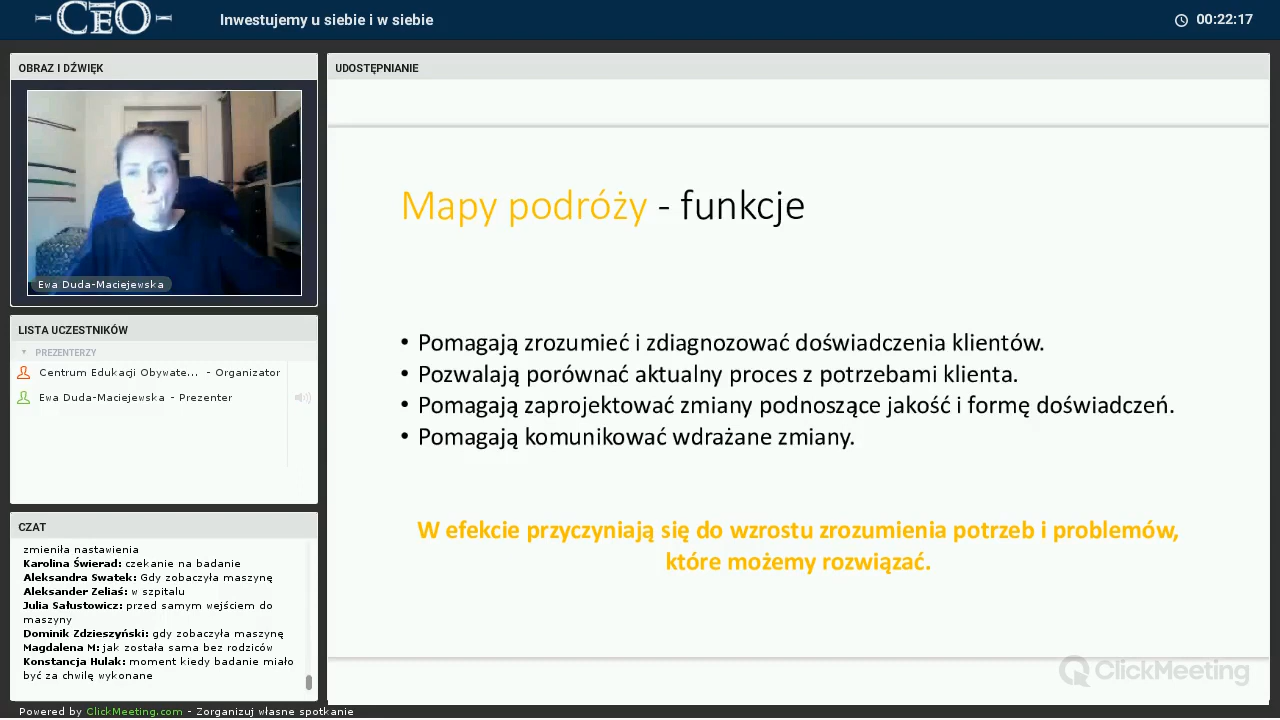 CEO
Inwestujemy u siebie i w siebie
00:22:17
OBRAZ I DŹWIĘK
Ewa Duda-Maciejewska
LISTA UCZESTNIKÓW
PREZENTERZY
Centrum Edukacji Obywate... - Organizator
Ewa Duda-Maciejewska - Prezenter
CZAT
zmieniła nastawienia
Karolina Świerad: czekanie na badanie
Aleksandra Swatek: Gdy zobaczyła maszynę
Aleksander Zeliaś: w szpitalu
Julia Sałustowicz: przed samym wejściem do
maszyny
Dominik Zdzieszyński: gdy zobaczyła maszynę
Magdalena M: jak została sama bez rodziców
Konstancja Hulak: moment kiedy badanie miało
być za chwilę wykonane
UDOSTĘPNIANIE
Mapy podróży - funkcje
• Pomagają zrozumieć i zdiagnozować doświadczenia klientów.
• Pozwalają porównać aktualny proces z potrzebami klienta.
• Pomagają zaprojektować zmiany podnoszące jakość i formę doświadczeń.
• Pomagają komunikować wdrażane zmiany.
W efekcie przyczyniają się do wzrostu zrozumienia potrzeb i problemów,
które możemy rozwiązać.
ClickMeeting
Powered by ClickMeeting.com - Zorganizuj własne spotkanie